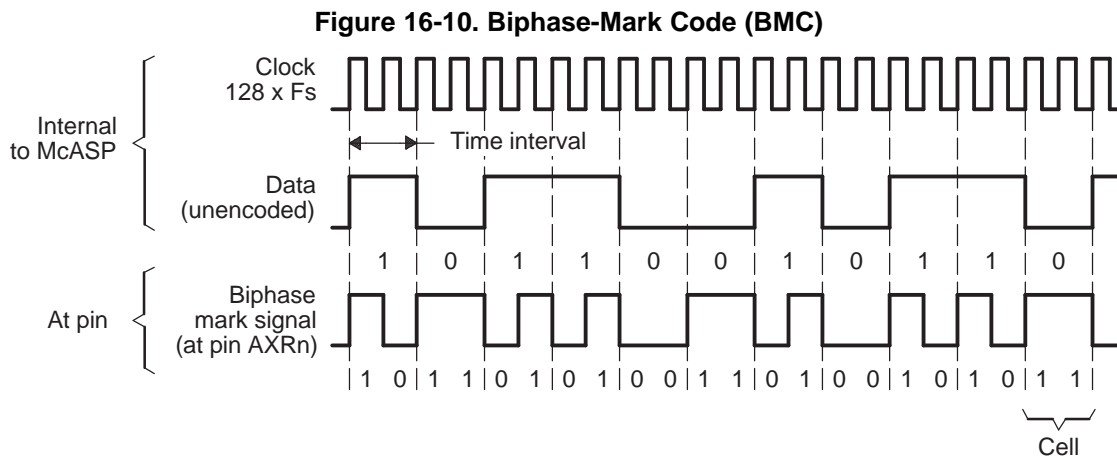 Figure 16-10. Biphase-Mark Code (BMC)
Clock
128 x Fs
Internal
to McASP
Time interval
Data
(unencoded)
1 0 1 1 0 0 1 0 1 1 0
At pin
Biphase
mark signal
(at pin AXRn)
1 0 1 1 0 1 0 1 0 0 1 1 0 1 0 0 1 0 1 0 1 1
Cell